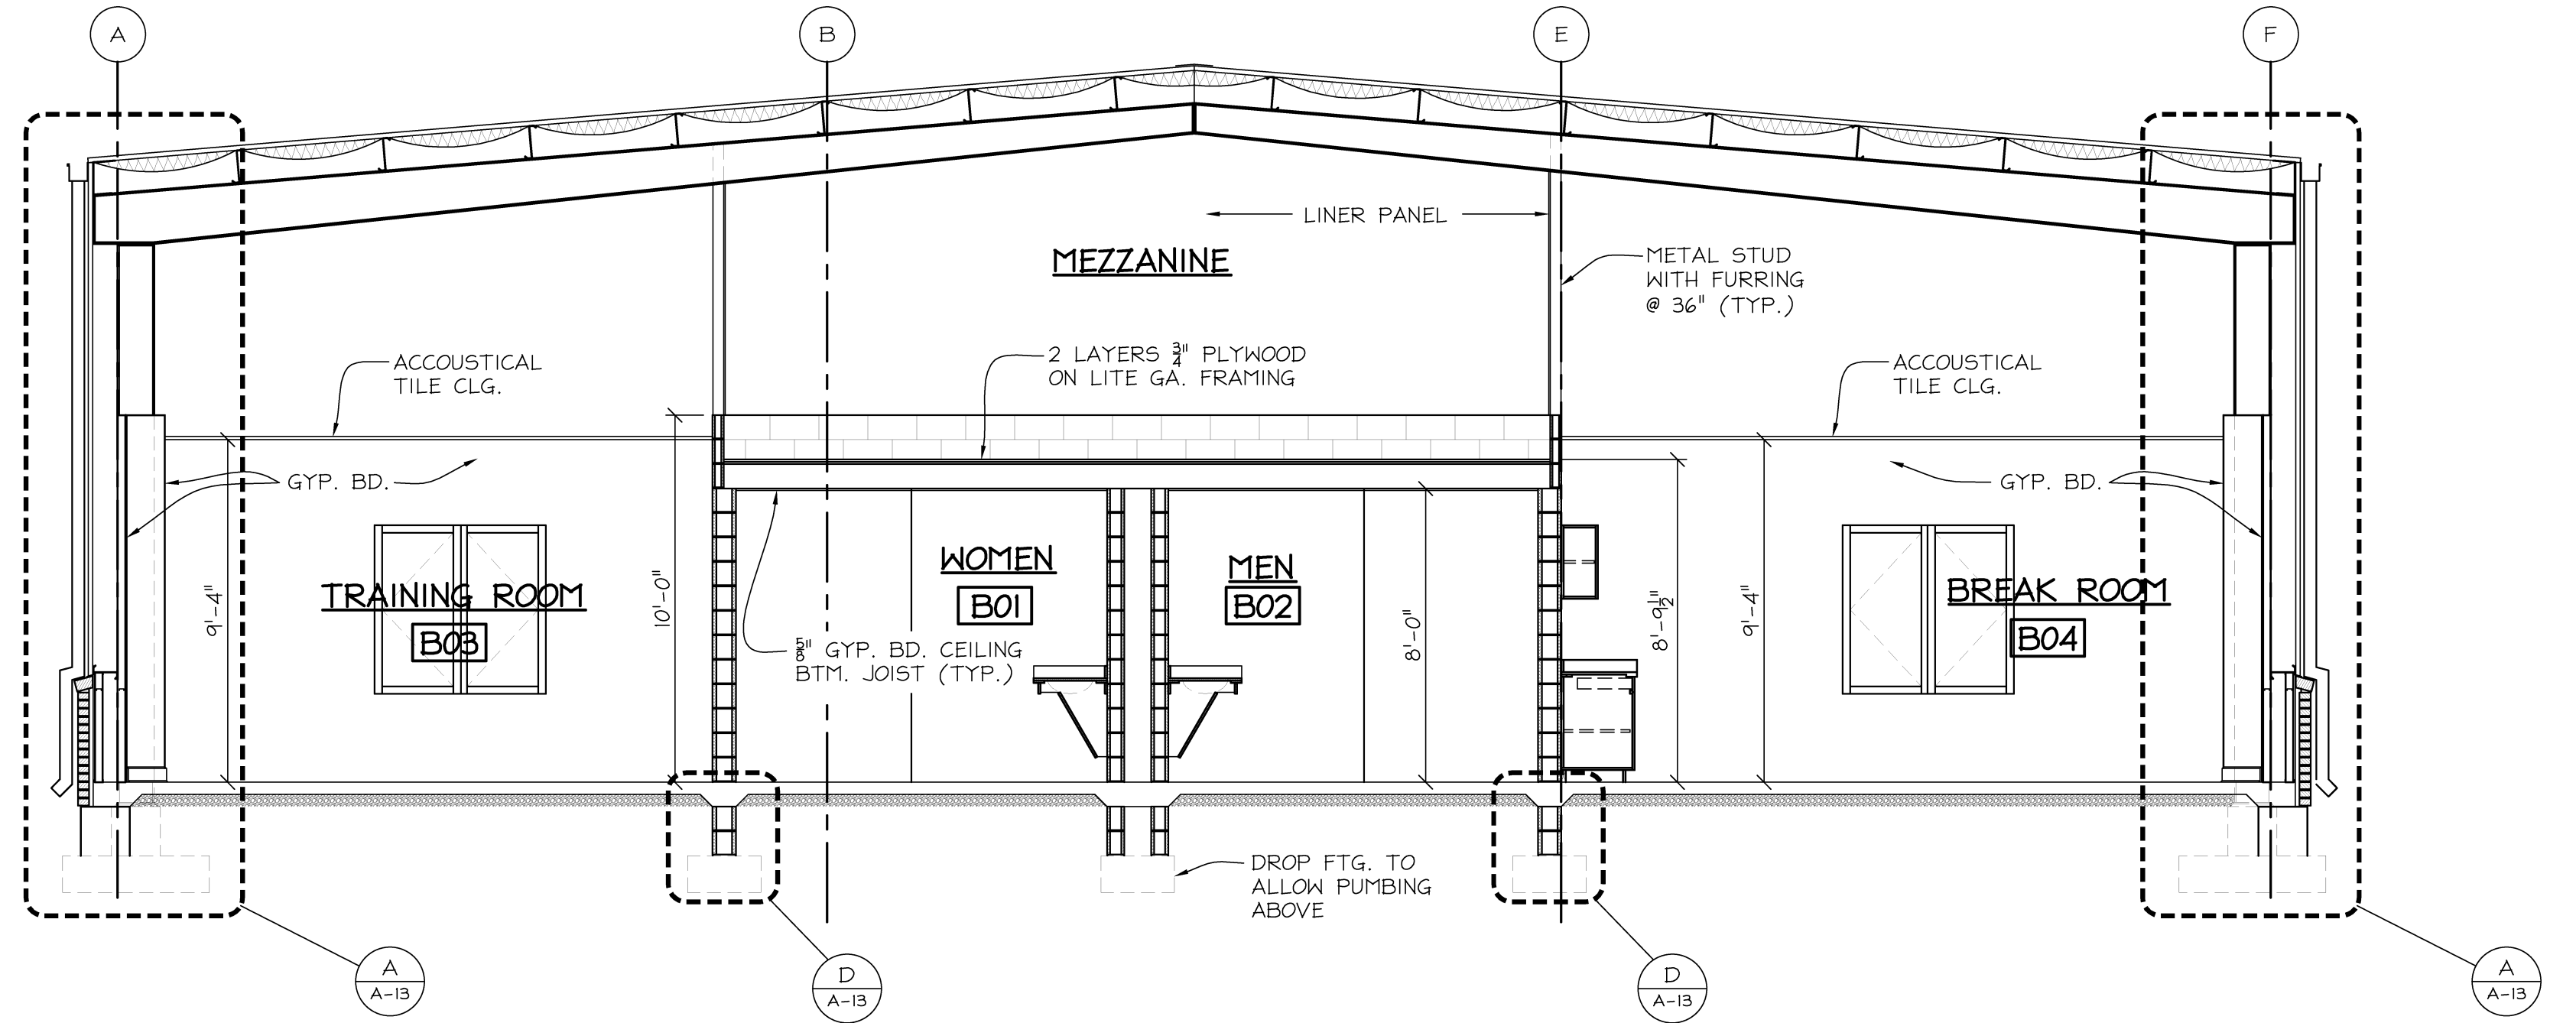 A
B
E
F
LINER PANEL
MEZZANINE
METAL STUD
WITH FURRING
@ 36" (TYP.)
ACCOUSTICAL
TILE CLG.
2 LAYERS 3/4" PLYWOOD
ON LITE GA. FRAMING
ACCOUSTICAL
TILE CLG.
GYP. BD.
GYP. BD.
9'-4"
TRAINING ROOM
B03
10'-0"
WOMEN
B01
MEN
B02
8'-0"
8'-9 1/2"
9'-4"
BREAK ROOM
B04
5/8" GYP. BD. CEILING
BTM. JOIST (TYP.)
DROP FTG. TO
ALLOW PUMBING
ABOVE
A
A-13
D
A-13
D
A-13
A
A-13